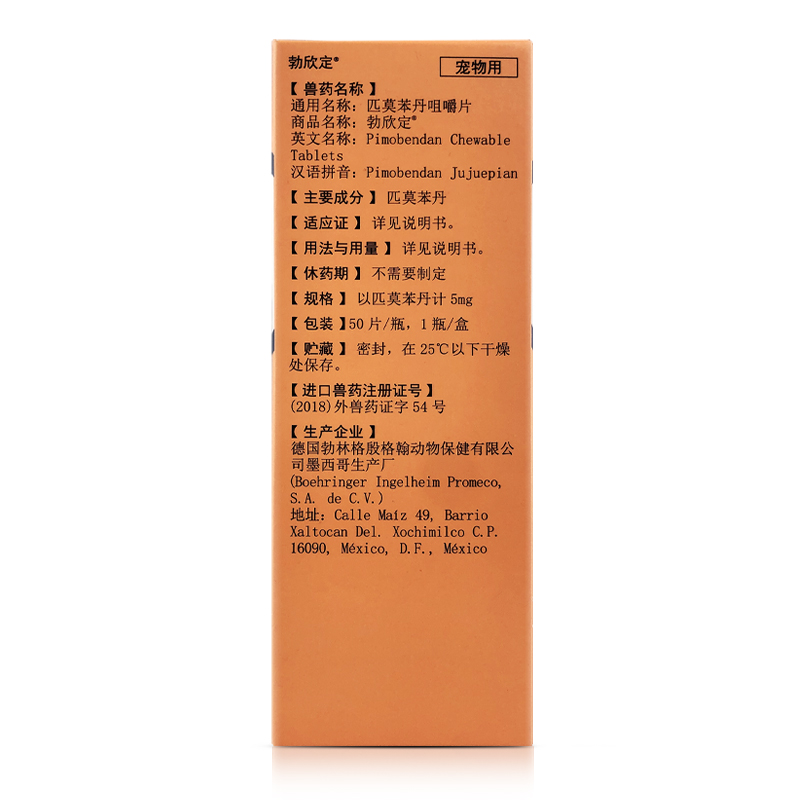 勃欣定®
宠物用
【兽药名称】
通用名称：匹莫苯丹咀嚼片
商品名称：勃欣定®
英文名称：Pimobendan Chewable
Tablets
汉语拼音：Pimobendan Jujuepian
【主要成分】匹莫苯丹
【适应证】详见说明书。
【用法与用量】详见说明书。
【休药期】不需要制定
【规格】以匹莫苯丹计 5mg
【包装】50 片/瓶，1 瓶/盒
【贮藏】密封，在 25℃以下干燥
处保存。
【进口兽药注册证号】
(2018)外兽药证字 54 号
【生产企业】
德国勃林格殷格翰动物保健有限公
司墨西哥生产厂
(Boehringer Ingelheim Promeco,
S.A. de C.V.)
地址：Calle Maíz 49, Barrio
Xaltocan Del. Xochimilco C.P.
16090, México, D.F., México